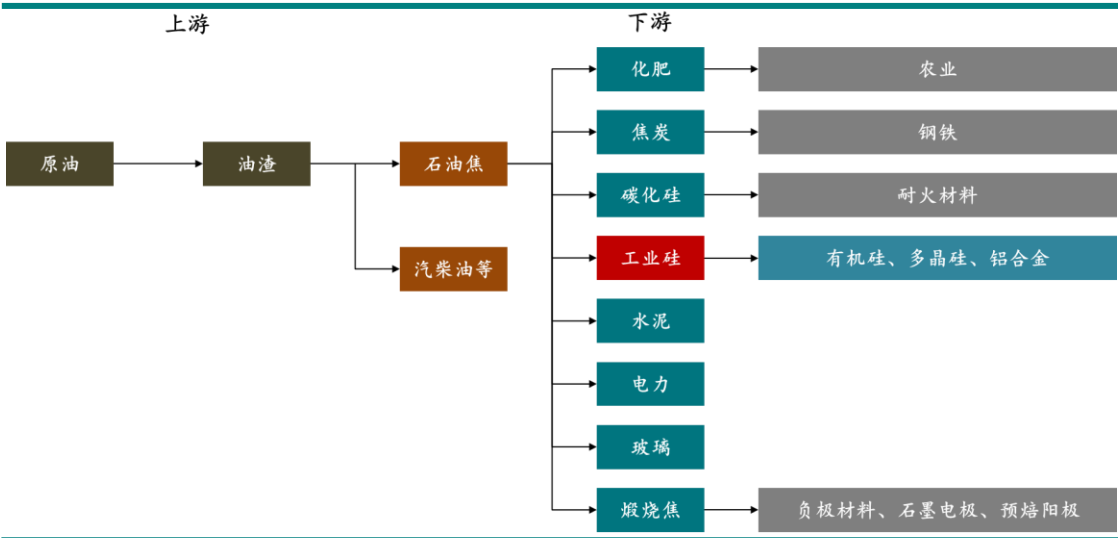 上游
下游
化肥
农业
焦炭
钢铁
原油
油渣
石油焦
碳化硅
耐火材料
工业硅
有机硅、多晶硅、铝合金
汽柴油等
水泥
电力
玻璃
煅烧焦
负极材料、石墨电极、预焙阳极